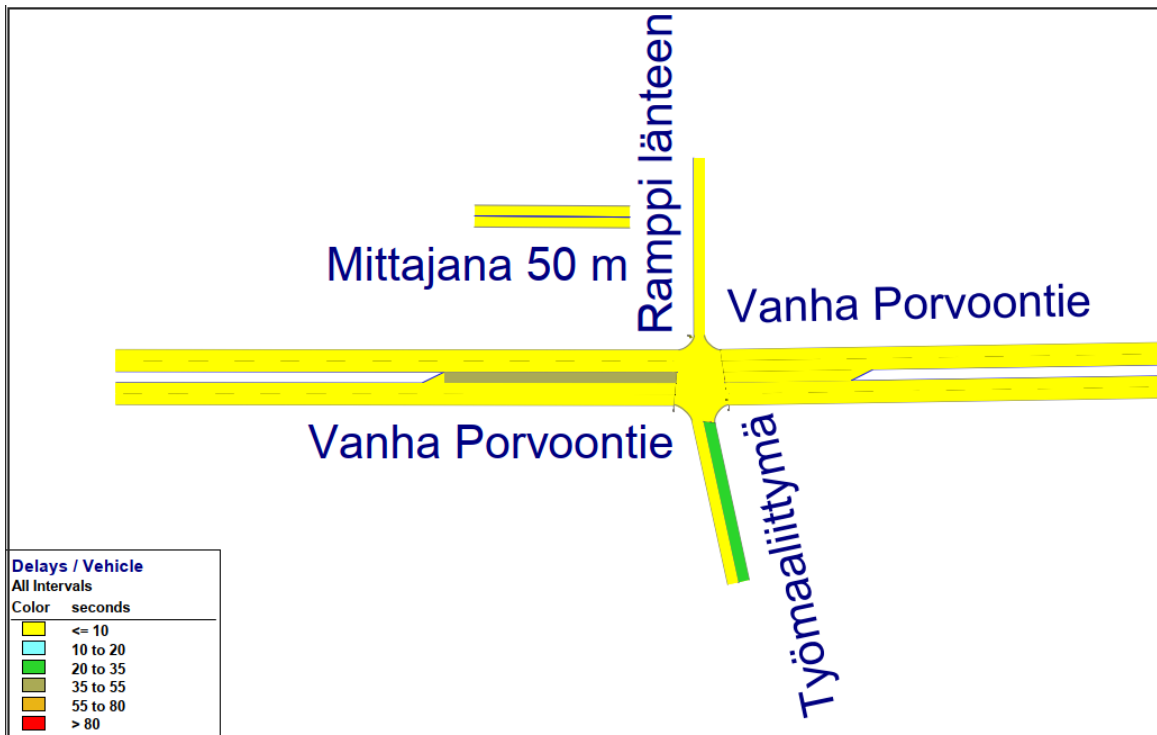 Ramppi länteen
Mittajana 50 m
Vanha Porvoontie
Vanha Porvoontie
Työmaaliittymä
Delays / Vehicle
All Intervals
Color seconds
<= 10
10 to 20
20 to 35
35 to 55
55 to 80
> 80